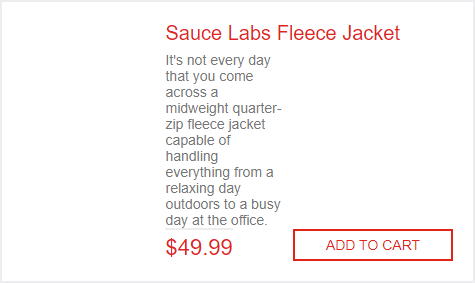 Sauce Labs Fleece Jacket
It's not every day
that you come
across a
midweight quarter-
zip fleece jacket
capable of
handling
everything from a
relaxing day
outdoors to a busy
day at the office.
$49.99
ADD TO CART